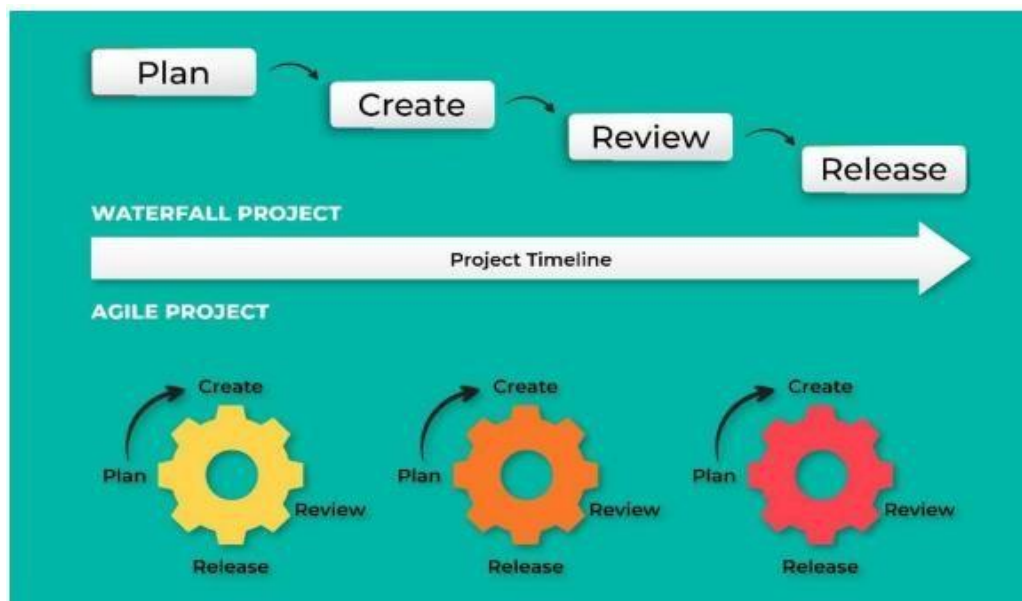 Plan
Create
Review
Release
WATERFALL PROJECT
Project Timeline
AGILE PROJECT
Create
Plan
Review
Release
Create
Plan
Review
Release
Create
Plan
Review
Release